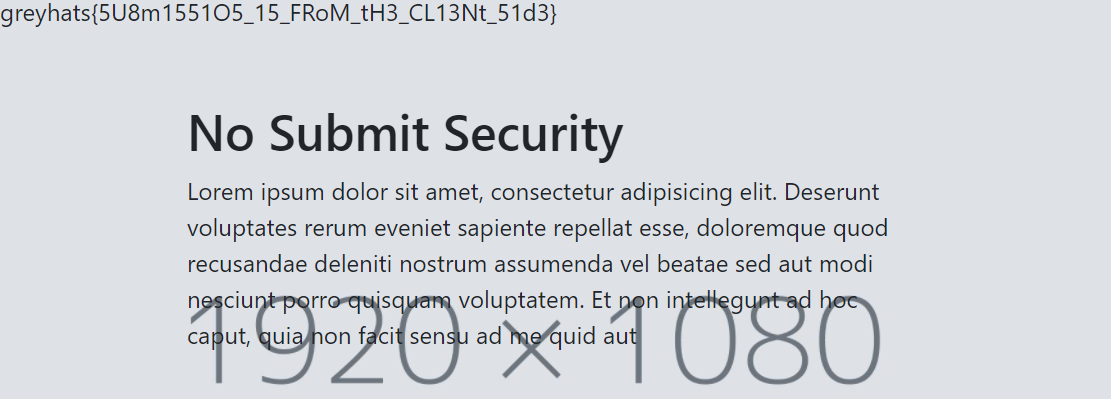 greyhats{5U8m1551O5_15_FRoM_tH3_CL13Nt_51d3}
No Submit Security
Lorem ipsum dolor sit amet, consectetur adipisicing elit. Deserunt
voluptates rerum eveniet sapiente repellat esse, doloremque quod
recusandae deleniti nostrum assumenda vel beatae sed aut modi
nesciunt porro quisquam voluptatem. Et non intellegunt ad hoc
caput, quia non facit sensu ad me quid aut
1920 × 1080